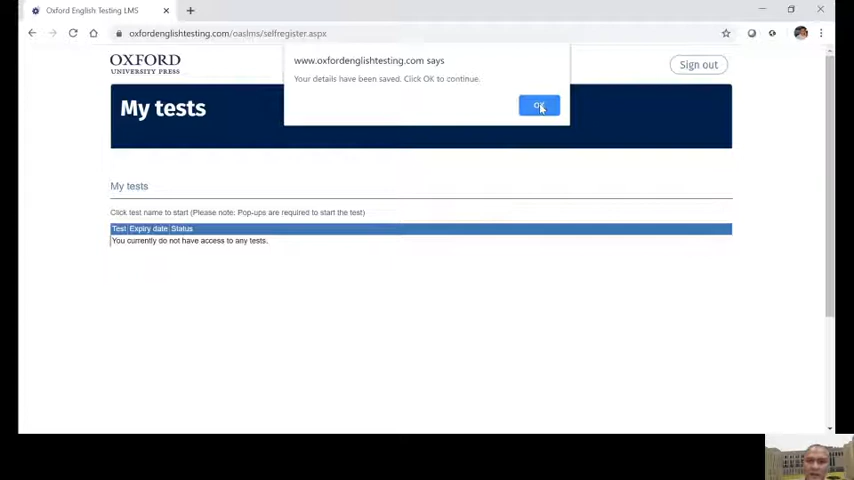 Oxford English Testing LMS
oxfordenglishtesting.com/oaslms/selfregister.aspx
www.oxfordenglishtesting.com says
Your details have been saved. Click OK to continue.
OK
OXFORD
UNIVERSITY PRESS
Sign out
My tests
My tests
Click test name to start (Please note: Pop-ups are required to start the test)
Test Expiry date Status
You currently do not have access to any tests.